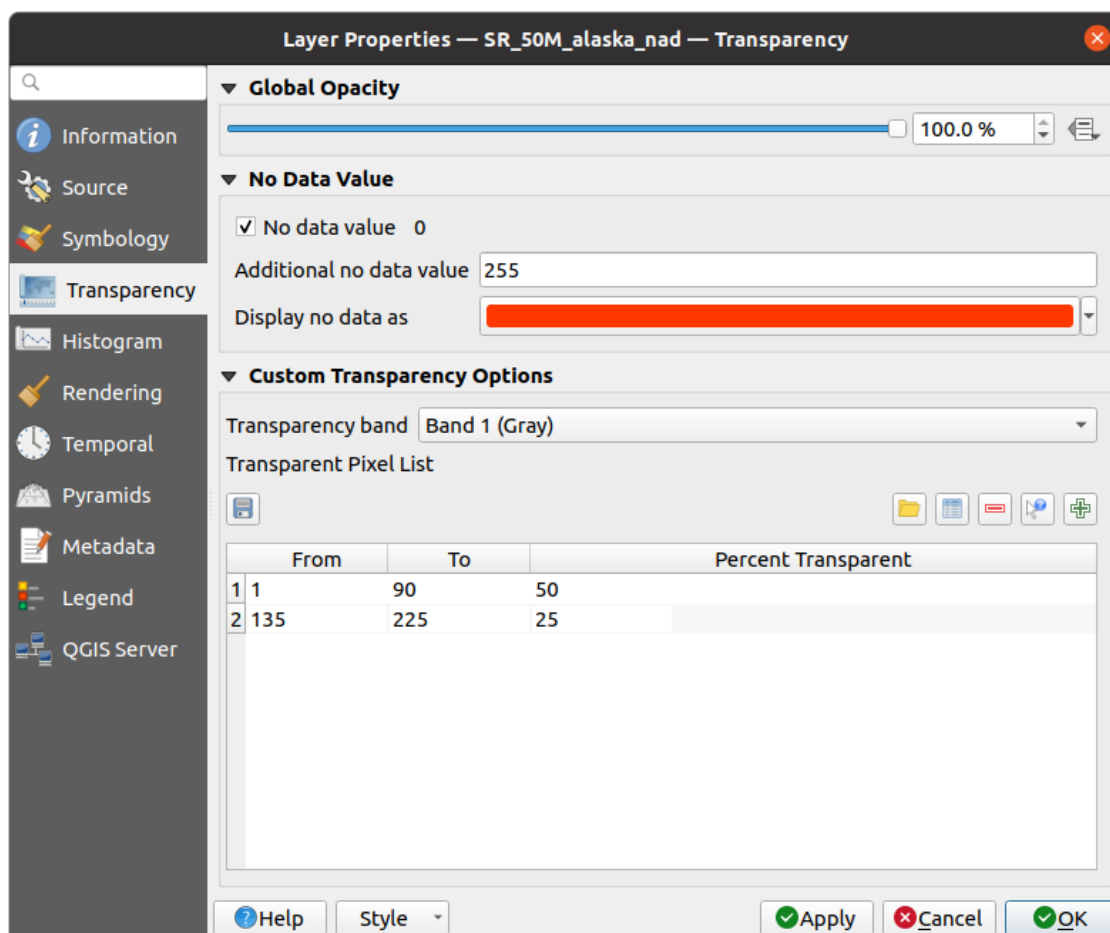 Layer Properties — SR_50M_alaska_nad — Transparency
Information
Source
Symbology
Transparency
Histogram
Rendering
Temporal
Pyramids
Metadata
Legend
QGIS Server
Global Opacity
100.0 %
No Data Value
No data value 0
Additional no data value 255
Display no data as
Custom Transparency Options
Transparency band Band 1 (Gray)
Transparent Pixel List
From To Percent Transparent
1 1 90 50
2 135 225 25
Help Style Apply Cancel OK